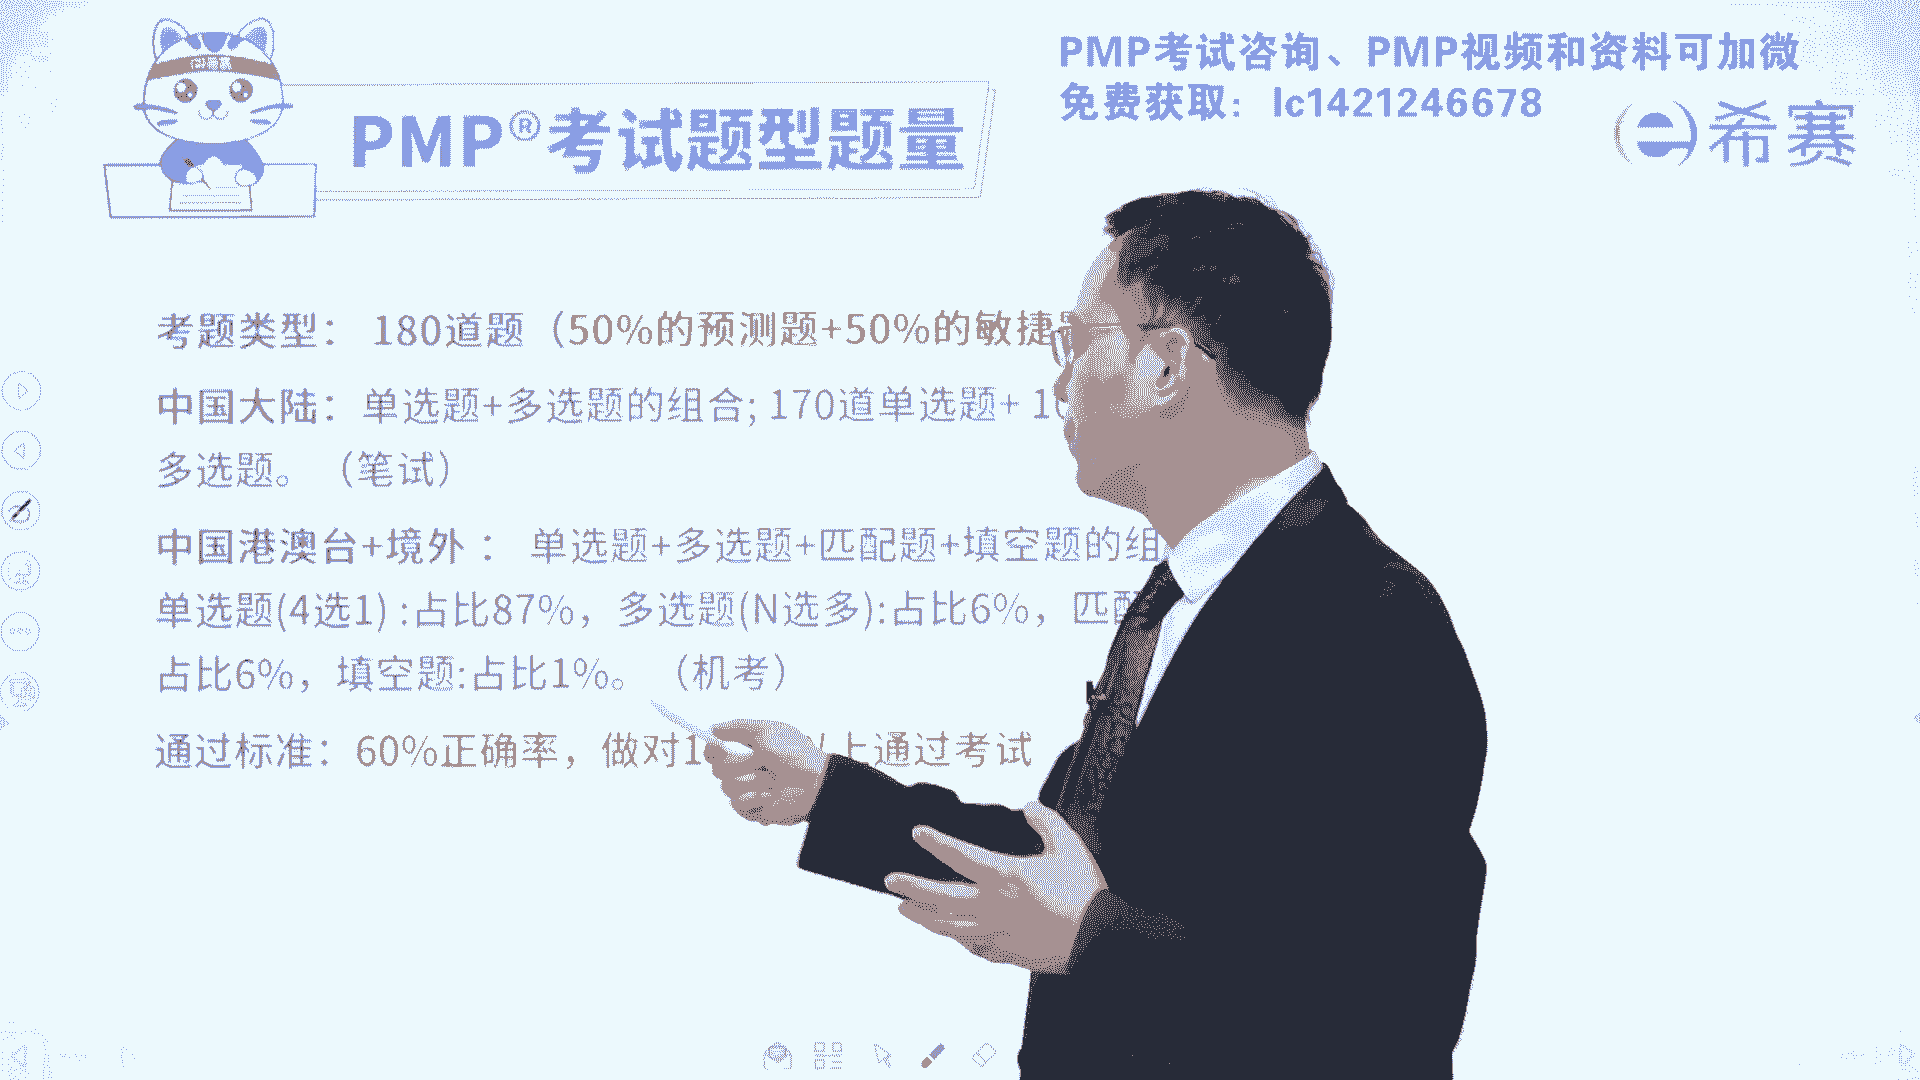 PMP考试咨询、PMP视频和资料可加微
免费获取：lc1421246678
希赛
PMP®考试题型题量
考题类型： 180道题（50%的预测题+50%的敏捷
中国大陆：单选题+多选题的组合; 170道单选题+
多选题。（笔试）
中国港澳台+境外 ： 单选题+多选题+匹配题+填空题的组
单选题(4选1) :占比87%，多选题(N选多):占比6%，匹
占比6%，填空题:占比1%。（机考）
通过标准：60%正确率，做对 上通过考试